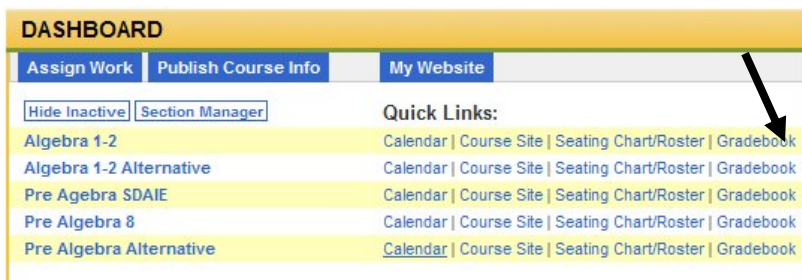 DASHBOARD
Assign Work Publish Course Info My Website
Hide Inactive Section Manager Quick Links:
Algebra 1-2 Calendar | Course Site | Seating Chart/Roster | Gradebook
Algebra 1-2 Alternative Calendar | Course Site | Seating Chart/Roster | Gradebook
Pre Agebra SDAIE Calendar | Course Site | Seating Chart/Roster | Gradebook
Pre Algebra 8 Calendar | Course Site | Seating Chart/Roster | Gradebook
Pre Algebra Alternative Calendar | Course Site | Seating Chart/Roster | Gradebook